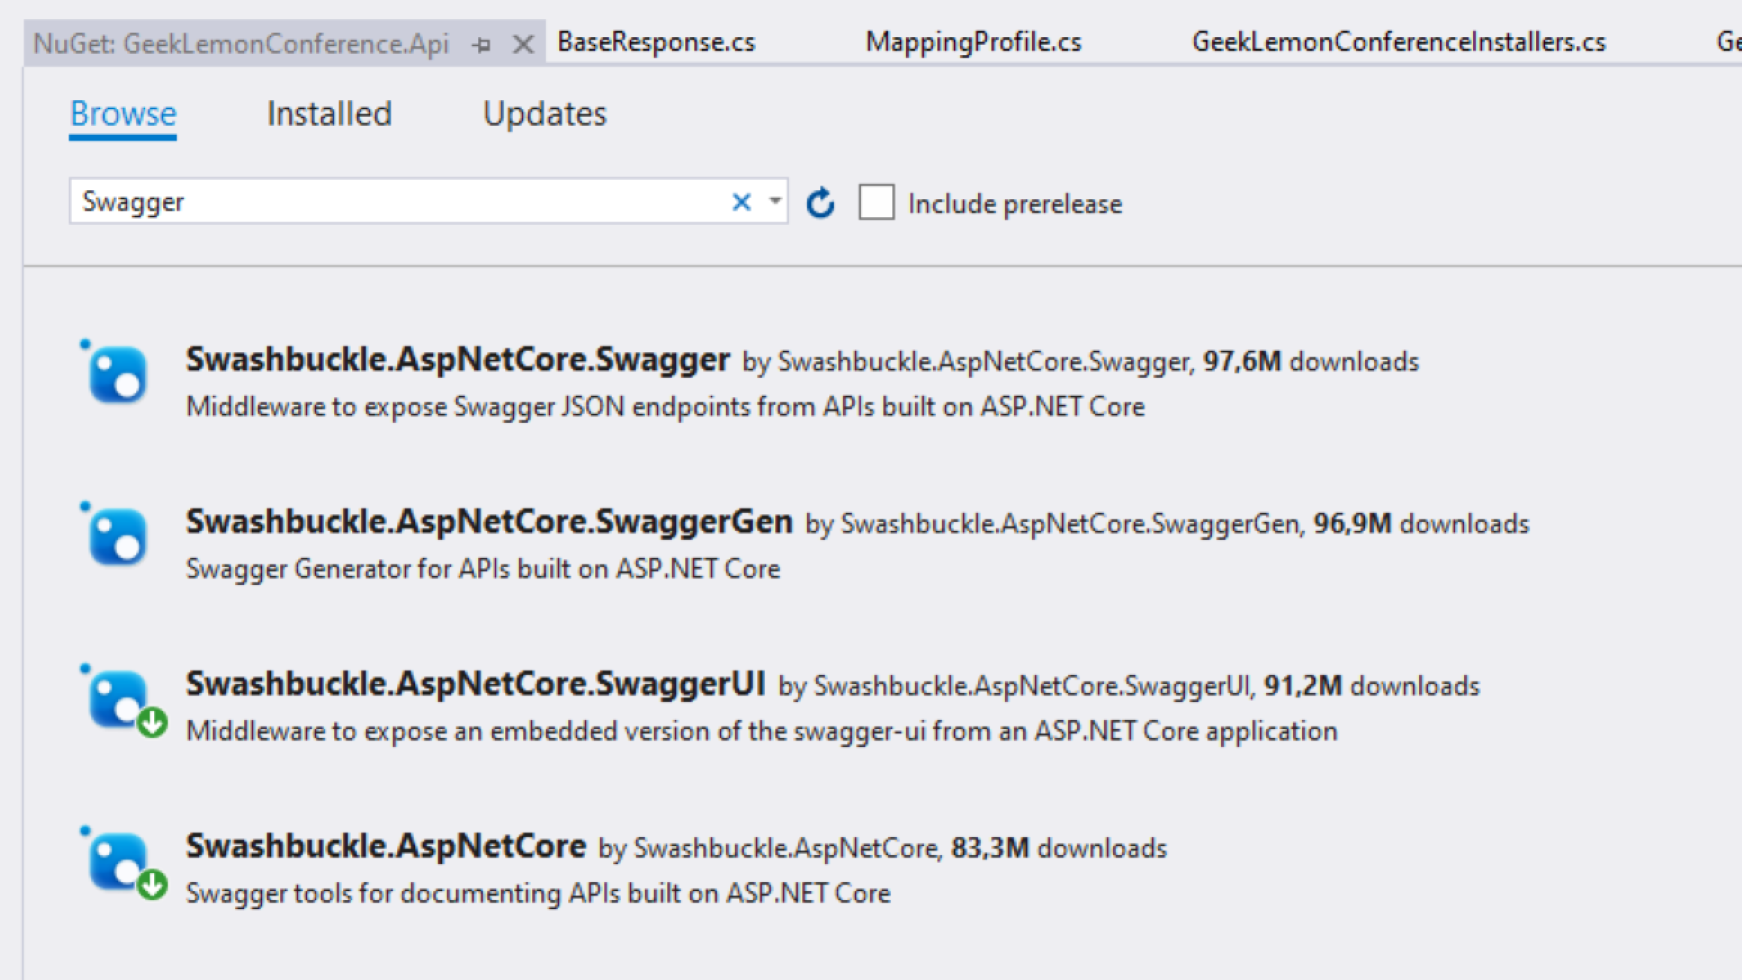 NuGet: GeekLemonConference.Api BaseResponse.cs MappingProfile.cs GeekLemonConferenceInstallers.cs Ge
Browse Installed Updates
Swagger Include prerelease
Swashbuckle.AspNetCore.Swagger by Swashbuckle.AspNetCore.Swagger, 97,6M downloads
Middleware to expose Swagger JSON endpoints from APIs built on ASP.NET Core
Swashbuckle.AspNetCore.SwaggerGen by Swashbuckle.AspNetCore.SwaggerGen, 96,9M downloads
Swagger Generator for APIs built on ASP.NET Core
Swashbuckle.AspNetCore.SwaggerUI by Swashbuckle.AspNetCore.SwaggerUI, 91,2M downloads
Middleware to expose an embedded version of the swagger-ui from an ASP.NET Core application
Swashbuckle.AspNetCore by Swashbuckle.AspNetCore, 83,3M downloads
Swagger tools for documenting APIs built on ASP.NET Core